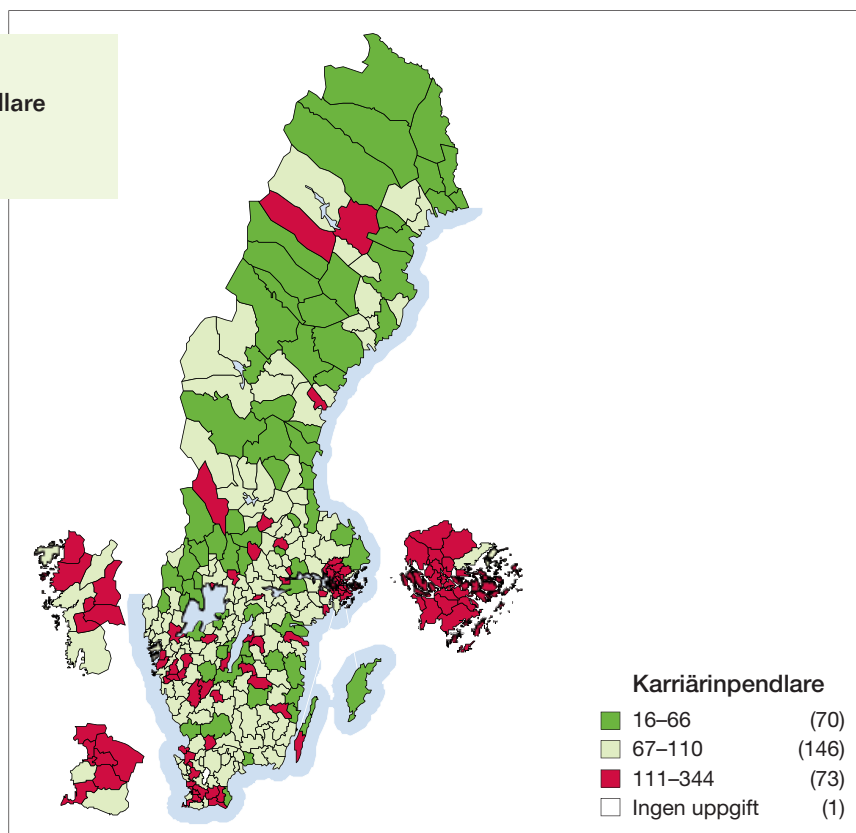 llare
Karriärinpendlare
16–66 (70)
67–110 (146)
111–344 (73)
Ingen uppgift (1)